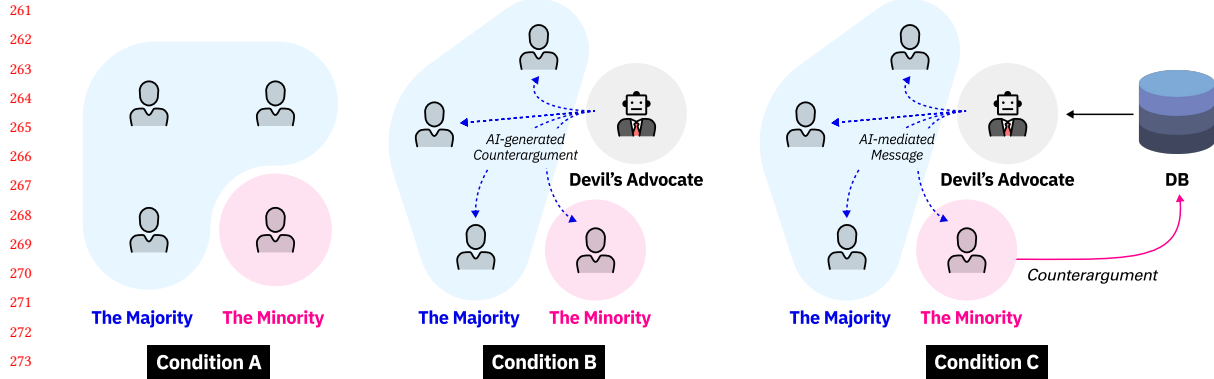 261
262
263
264
265
266
267
268
269
270
271
272
273
The Majority
The Minority
Condition A
AI-generated
Counterargument
Devil's Advocate
The Majority
The Minority
Condition B
AI-mediated
Message
Devil's Advocate
DB
Counterargument
The Majority
The Minority
Condition C